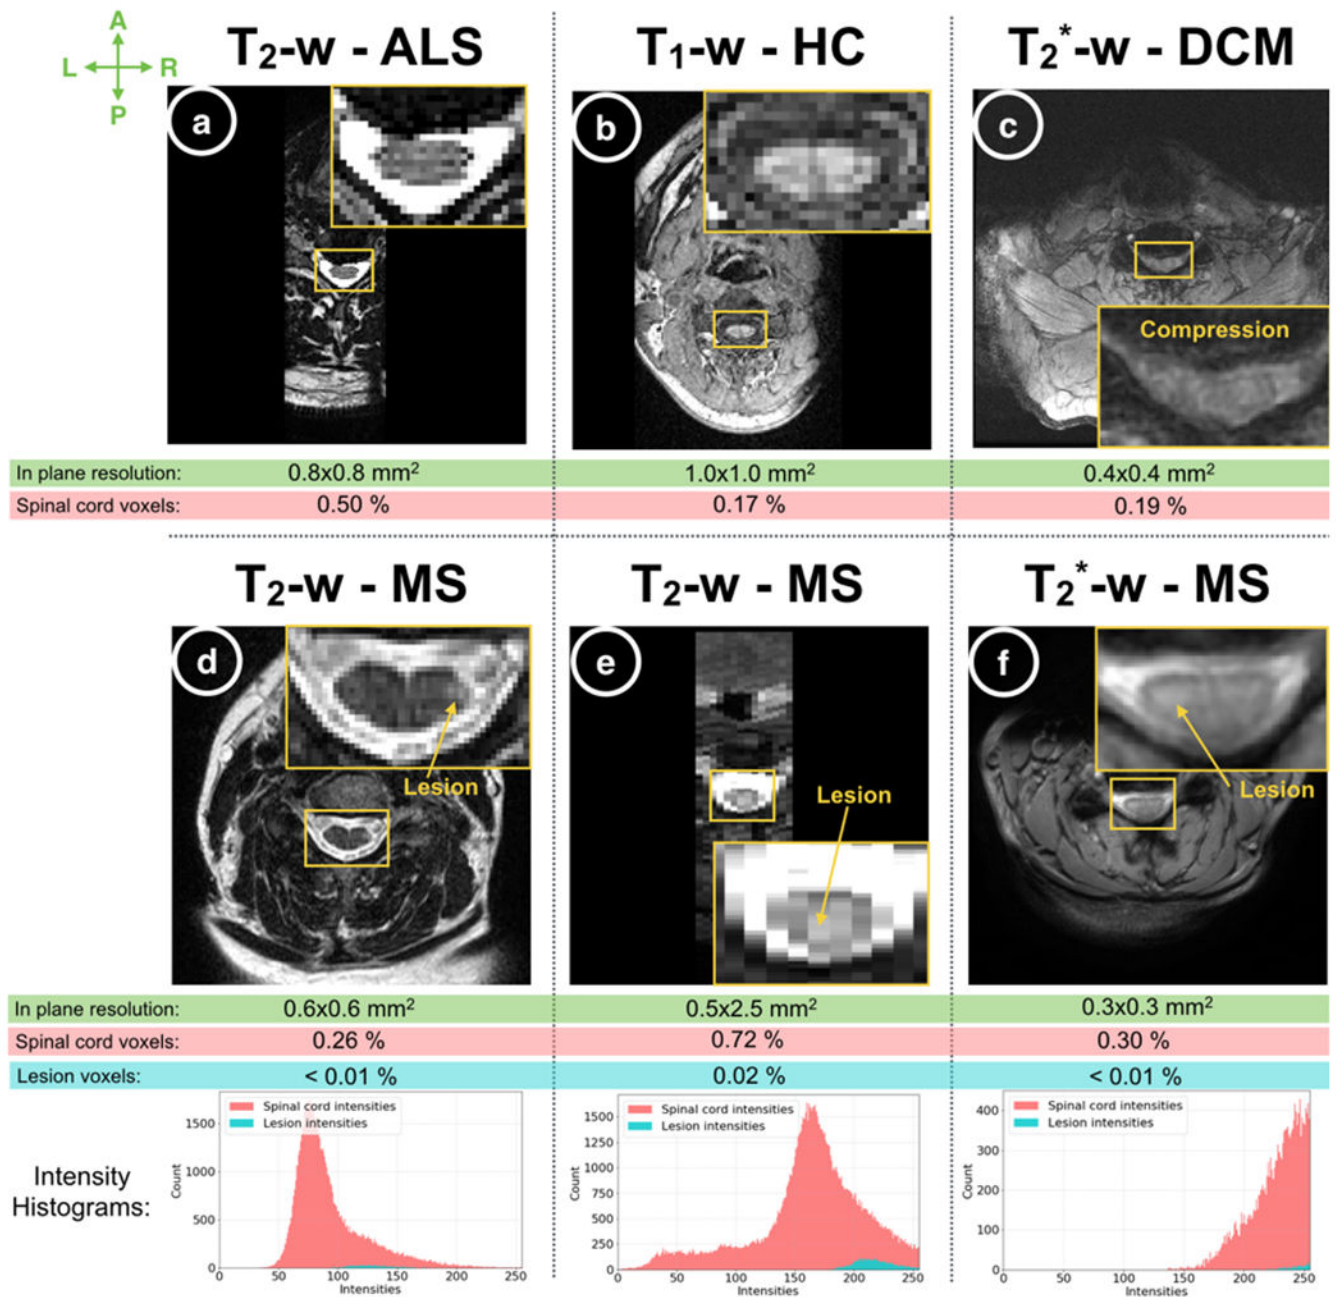 A
L R
P
T2-w - ALS
T1-w - HC
T2*-w - DCM
a
b
c
Compression
In plane resolution: 0.8x0.8 mm² 1.0x1.0 mm² 0.4x0.4 mm²
Spinal cord voxels: 0.50 % 0.17 % 0.19 %
T2-w - MS
T2-w - MS
T2*-w - MS
d
Lesion
e
Lesion
f
Lesion
In plane resolution: 0.6x0.6 mm² 0.5x2.5 mm² 0.3x0.3 mm²
Spinal cord voxels: 0.26 % 0.72 % 0.30 %
Lesion voxels: < 0.01 % 0.02 % < 0.01 %
Intensity
Histograms:
Spinal cord intensities
Lesion intensities
Count
1500
1000
500
0
0 50 100 150 200 250
Intensities
Spinal cord intensities
Lesion intensities
Count
1500
1250
1000
750
500
250
0
0 50 100 150 200 250
Intensities
Spinal cord intensities
Lesion intensities
Count
400
300
200
100
0
0 50 100 150 200 250
Intensities